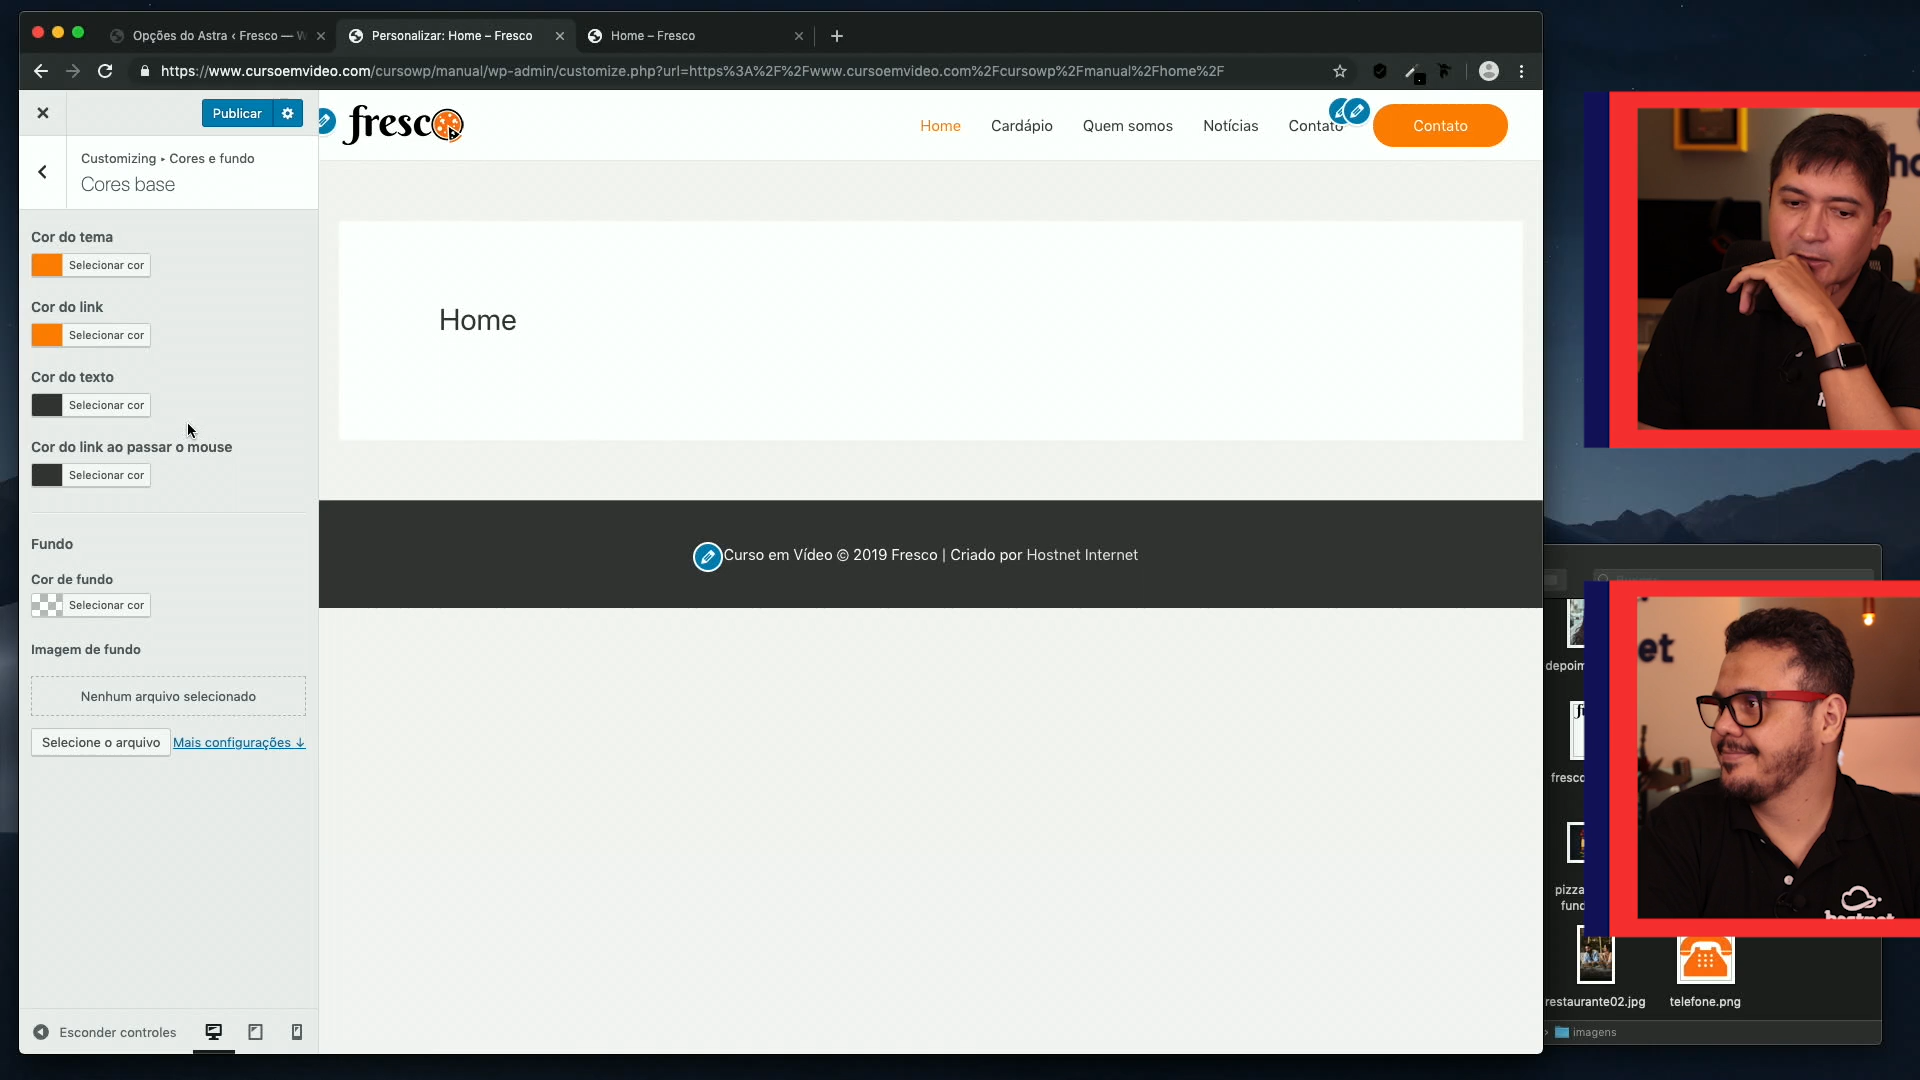 Opções do Astra ‹ Fresco — W
Personalizar: Home – Fresco
Home – Fresco
https://www.cursoemvideo.com/cursowp/manual/wp-admin/customize.php?url=https%3A%2F%2Fwww.cursoemvideo.com%2Fcursowp%2Fmanual%2Fhome%2F
Publicar
Customizing ▸ Cores e fundo
Cores base
Cor do tema
Selecionar cor
Cor do link
Selecionar cor
Cor do texto
Selecionar cor
Cor do link ao passar o mouse
Selecionar cor
Fundo
Cor de fundo
Selecionar cor
Imagem de fundo
Nenhum arquivo selecionado
Selecione o arquivo
Mais configurações ↓
Esconder controles
fresco
Home
Cardápio
Quem somos
Notícias
Contato
Contato
Home
Curso em Vídeo © 2019 Fresco | Criado por Hostnet Internet
ho
et
depoim
fresco
pizza
fund
restaurante02.jpg
telefone.png
imagens
hostnet